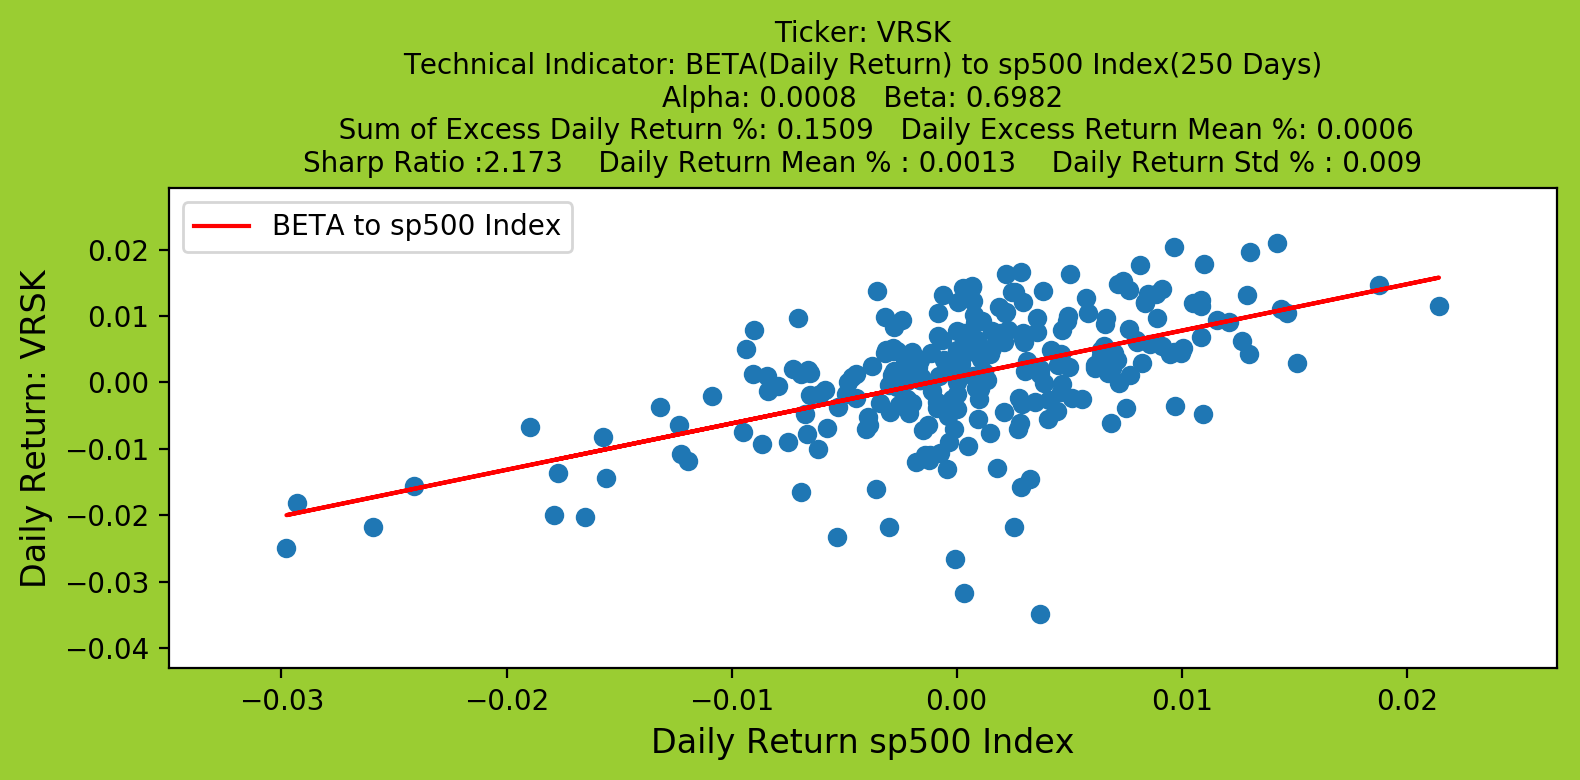 Ticker: VRSK
Technical Indicator: BETA(Daily Return) to sp500 Index(250 Days)
Alpha: 0.0008   Beta: 0.6982
Sum of Excess Daily Return %: 0.1509   Daily Excess Return Mean %: 0.0006
Sharp Ratio :2.173    Daily Return Mean % : 0.0013    Daily Return Std % : 0.009
BETA to sp500 Index
Daily Return: VRSK
0.02
0.01
0.00
−0.01
−0.02
−0.03
−0.04
−0.03 −0.02 −0.01 0.00 0.01 0.02
Daily Return sp500 Index